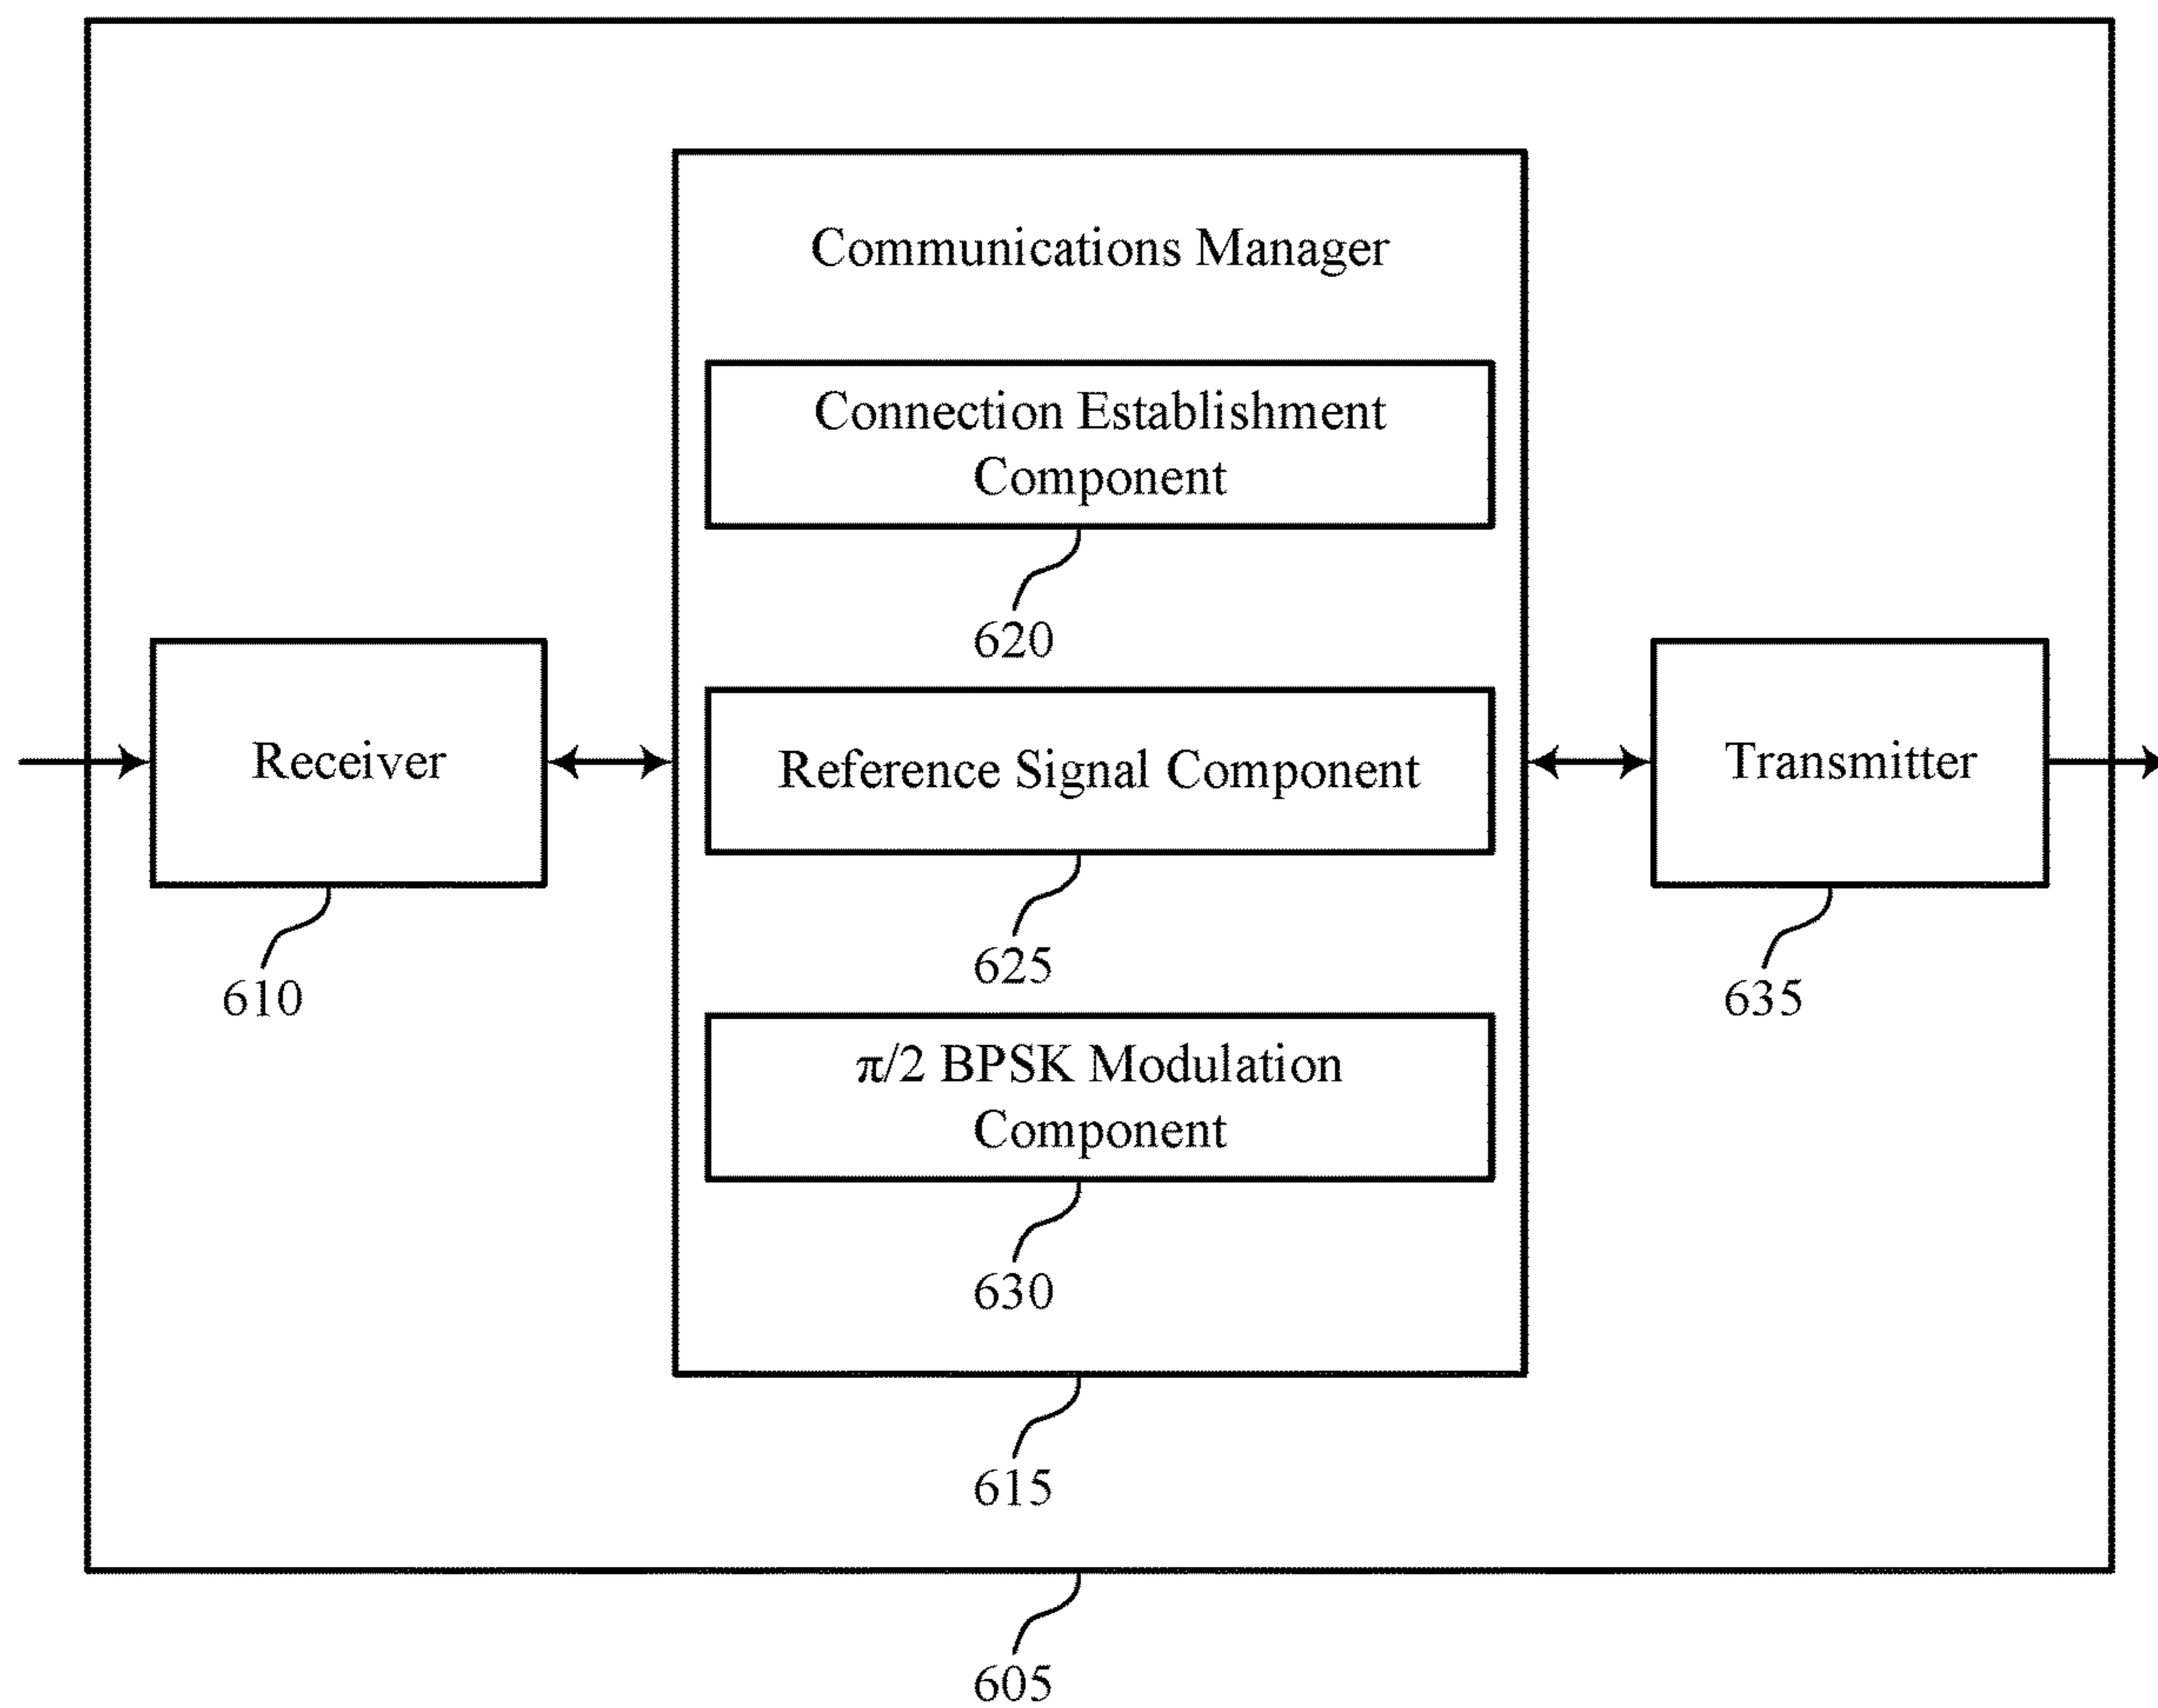 Communications Manager
Connection Establishment
Component
620
Receiver
610
Reference Signal Component
625
Transmitter
635
π/2 BPSK Modulation
Component
630
615
605